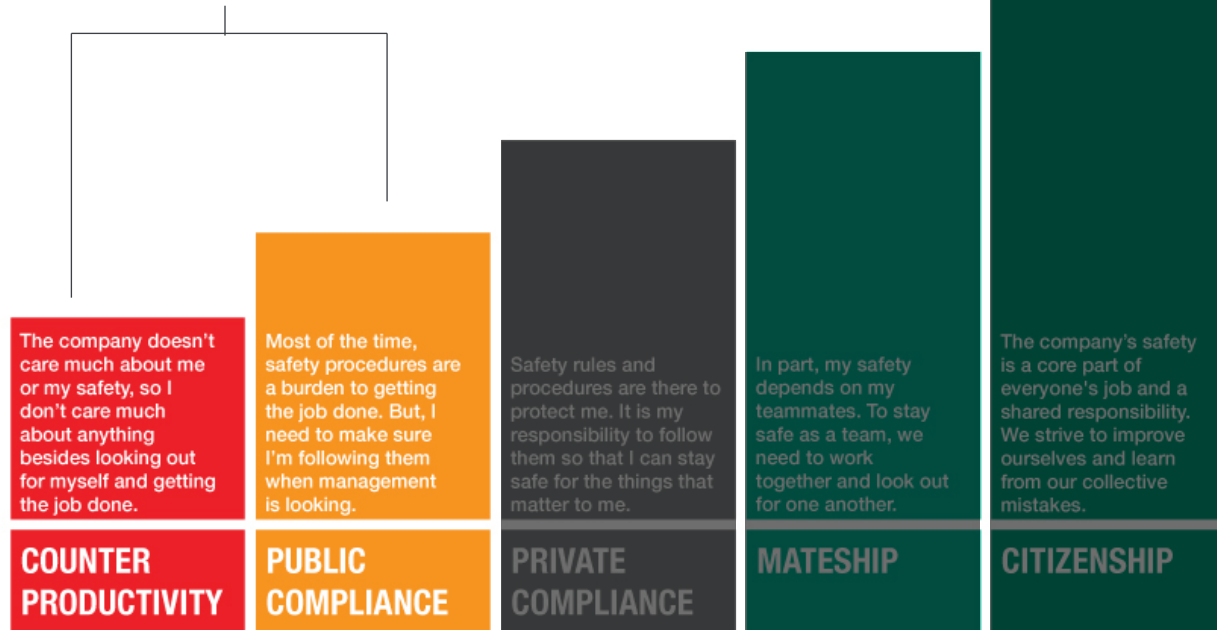 The company doesn't
care much about me
or my safety, so I
don't care much
about anything
besides looking out
for myself and getting
the job done.
COUNTER
PRODUCTIVITY
Most of the time,
safety procedures are
a burden to getting
the job done. But, I
need to make sure
I'm following them
when management
is looking.
PUBLIC
COMPLIANCE
Safety rules and
procedures are there to
protect me. It is my
responsibility to follow
them so that I can stay
safe for the things that
matter to me.
PRIVATE
COMPLIANCE
In part, my safety
depends on my
teammates. To stay
safe as a team, we
need to work
together and look out
for one another.
MATESHIP
The company's safety
is a core part of
everyone's job and a
shared responsibility.
We strive to improve
ourselves and learn
from our collective
mistakes.
CITIZENSHIP